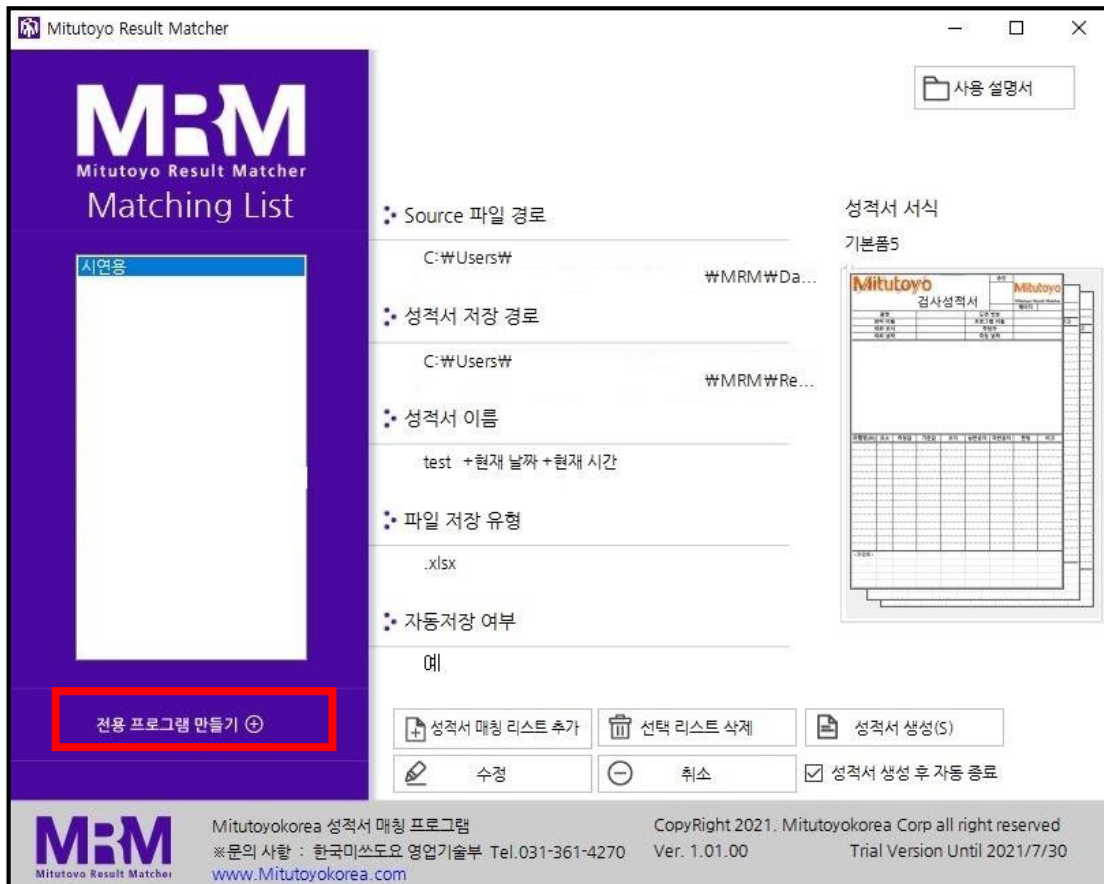 Mitutoyo Result Matcher
MRM
Mitutoyo Result Matcher
Matching List
시연용
전용 프로그램 만들기
사용 설명서
Source 파일 경로
C:₩Users₩
₩MRM₩Da...
성적서 저장 경로
C:₩Users₩
₩MRM₩Re...
성적서 이름
test +현재 날짜 +현재 시간
파일 저장 유형
.xlsx
자동저장 여부
예
성적서 서식
기본폼5
Mitutoyo
검사성적서
Mitutoyo
성적서 매칭 리스트 추가
선택 리스트 삭제
성적서 생성(S)
수정
취소
성적서 생성 후 자동 종료
MRM
Mitutoyo Result Matcher
Mitutoyokorea 성적서 매칭 프로그램
※문의 사항 : 한국미쓰도요 영업기술부 Tel.031-361-4270
www.Mitutoyokorea.com
CopyRight 2021. Mitutoyokorea Corp all right reserved
Ver. 1.01.00
Trial Version Until 2021/7/30